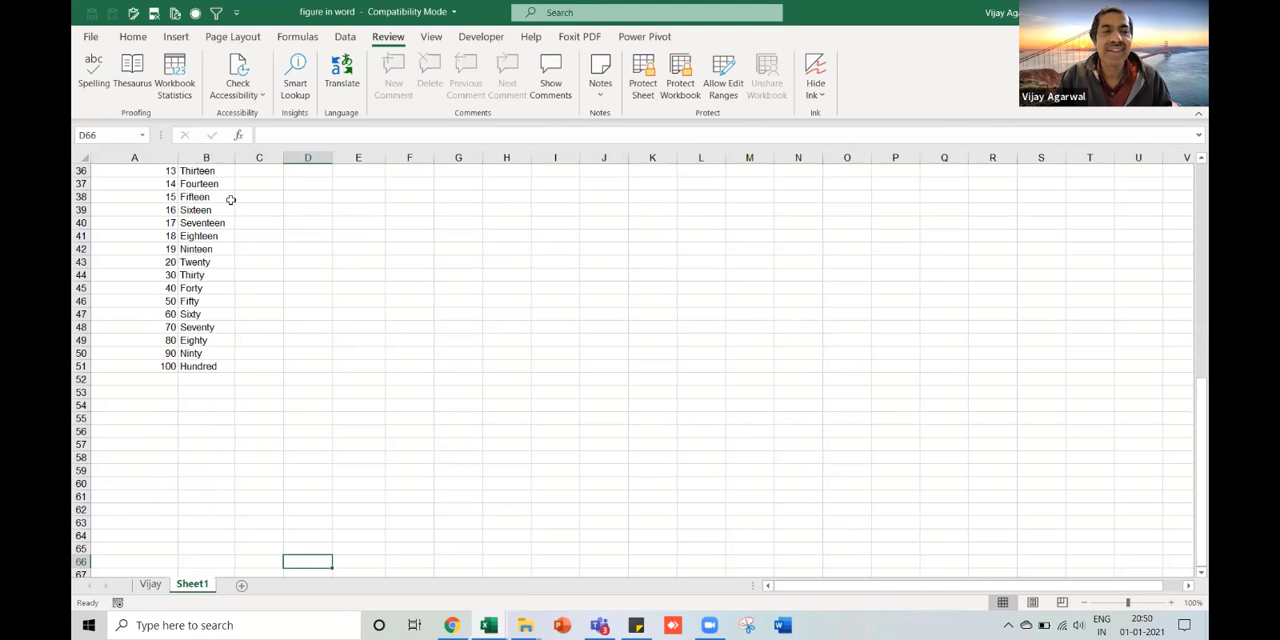 figure in word - Compatibility Mode
Search
Vijay Aga
File Home Insert Page Layout Formulas Data Review View Developer Help Foxit PDF Power Pivot
Spelling Thesaurus Workbook Statistics
Check Accessibility
Smart Lookup
Translate
New Comment Delete Previous Comment Next Comment Show Comments
Notes
Protect Sheet Protect Workbook Allow Edit Ranges Unshare Workbook
Hide Ink
Proofing Accessibility Insights Language Comments Notes Protect Ink
Vijay Agarwal
D66 fx
A B C D E F G H I J K L M N O P Q R S T U V
36 13 Thirteen
37 14 Fourteen
38 15 Fifteen
39 16 Sixteen
40 17 Seventeen
41 18 Eighteen
42 19 Ninteen
43 20 Twenty
44 30 Thirty
45 40 Forty
46 50 Fifty
47 60 Sixty
48 70 Seventy
49 80 Eighty
50 90 Ninty
51 100 Hundred
52
53
54
55
56
57
58
59
60
61
62
63
64
65
66
67
Vijay Sheet1
Ready 100%
Type here to search
ENG 20:50
IN 01-01-2021